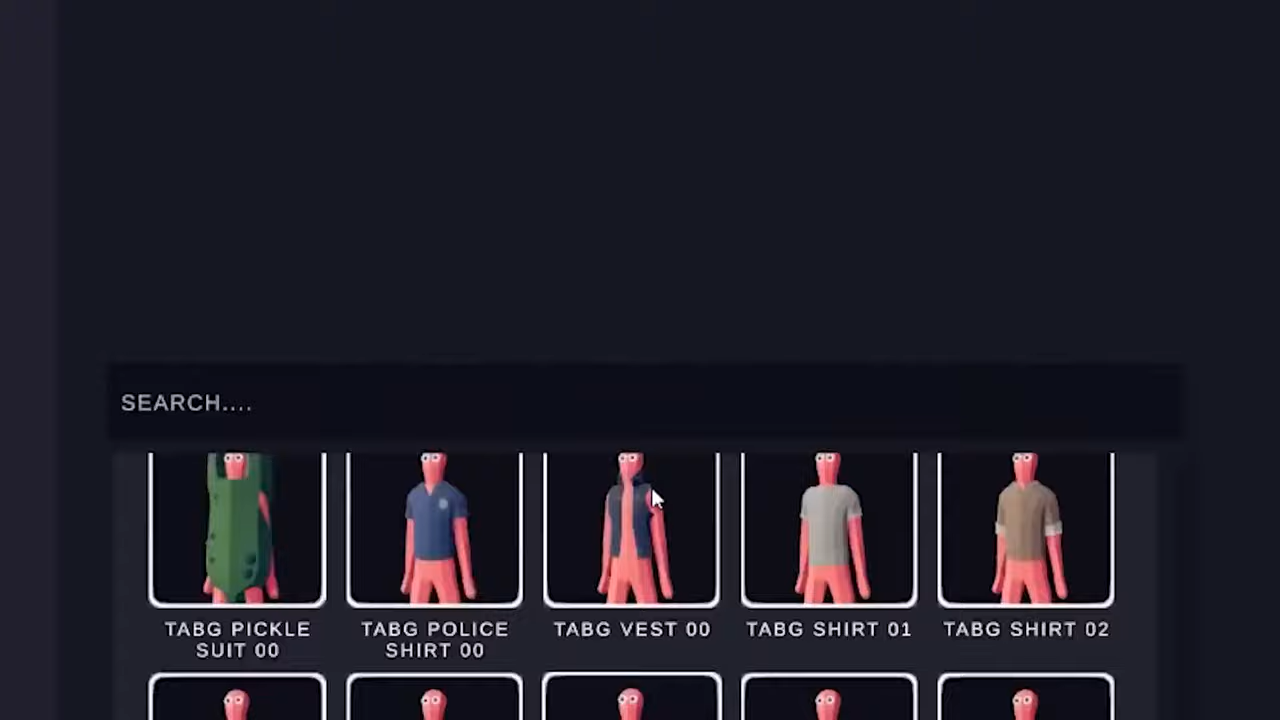 SEARCH....
TABG PICKLE
SUIT 00
TABG POLICE
SHIRT 00
TABG VEST 00
TABG SHIRT 01
TABG SHIRT 02